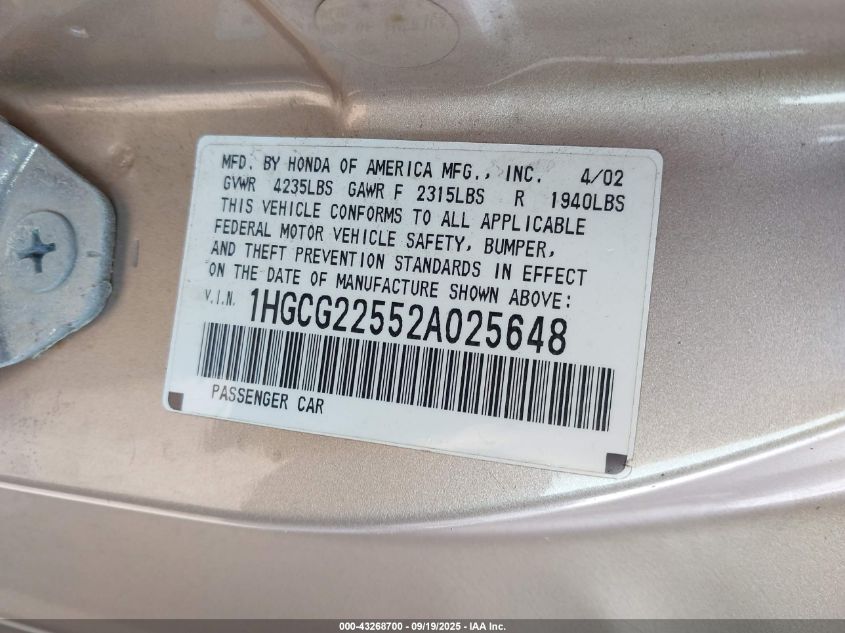 MFD. BY HONDA OF AMERICA MFG., INC. 4/02
GVWR 4235LBS GAWR F 2315LBS R 1940LBS
THIS VEHICLE CONFORMS TO ALL APPLICABLE
FEDERAL MOTOR VEHICLE SAFETY, BUMPER,
AND THEFT PREVENTION STANDARDS IN EFFECT
ON THE DATE OF MANUFACTURE SHOWN ABOVE:
V.I.N. 1HGCG22552A025648
PASSENGER CAR
000-43268700 - 09/19/2025 - IAA Inc.